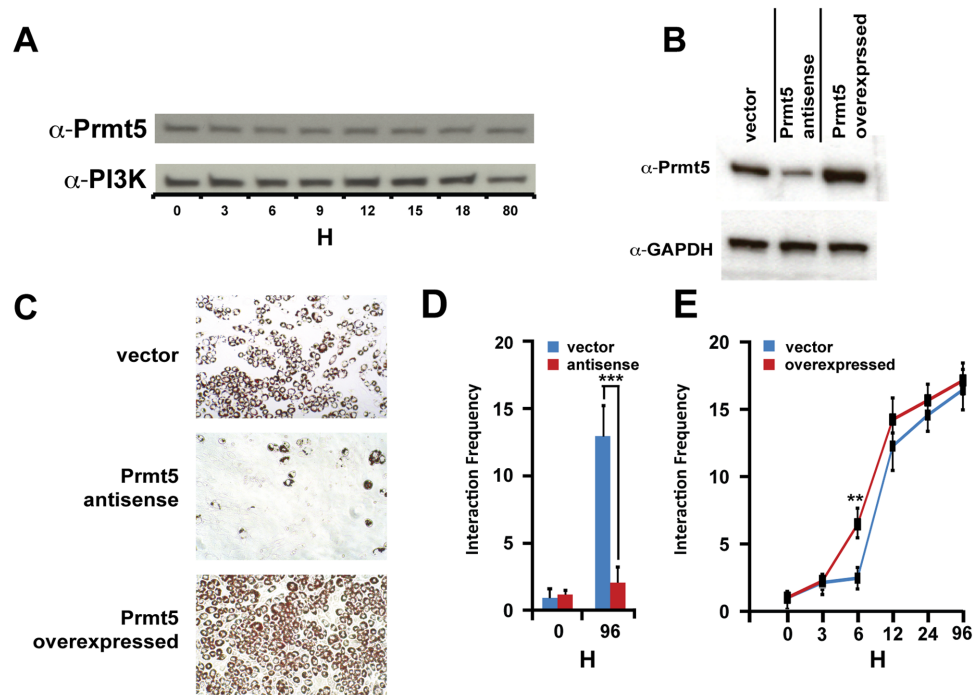 A
α-Prmt5
α-PI3K
0 3 6 9 12 15 18 80
H
B
vector
Prmt5
antisense
Prmt5
overexprssed
α-Prmt5
α-GAPDH
C
vector
Prmt5
antisense
Prmt5
overexpressed
D
20
15
10
5
0
Interaction Frequency
vector
antisense
***
0 96
H
E
20
15
10
5
0
Interaction Frequency
vector
overexpressed
**
0 3 6 12 24 96
H